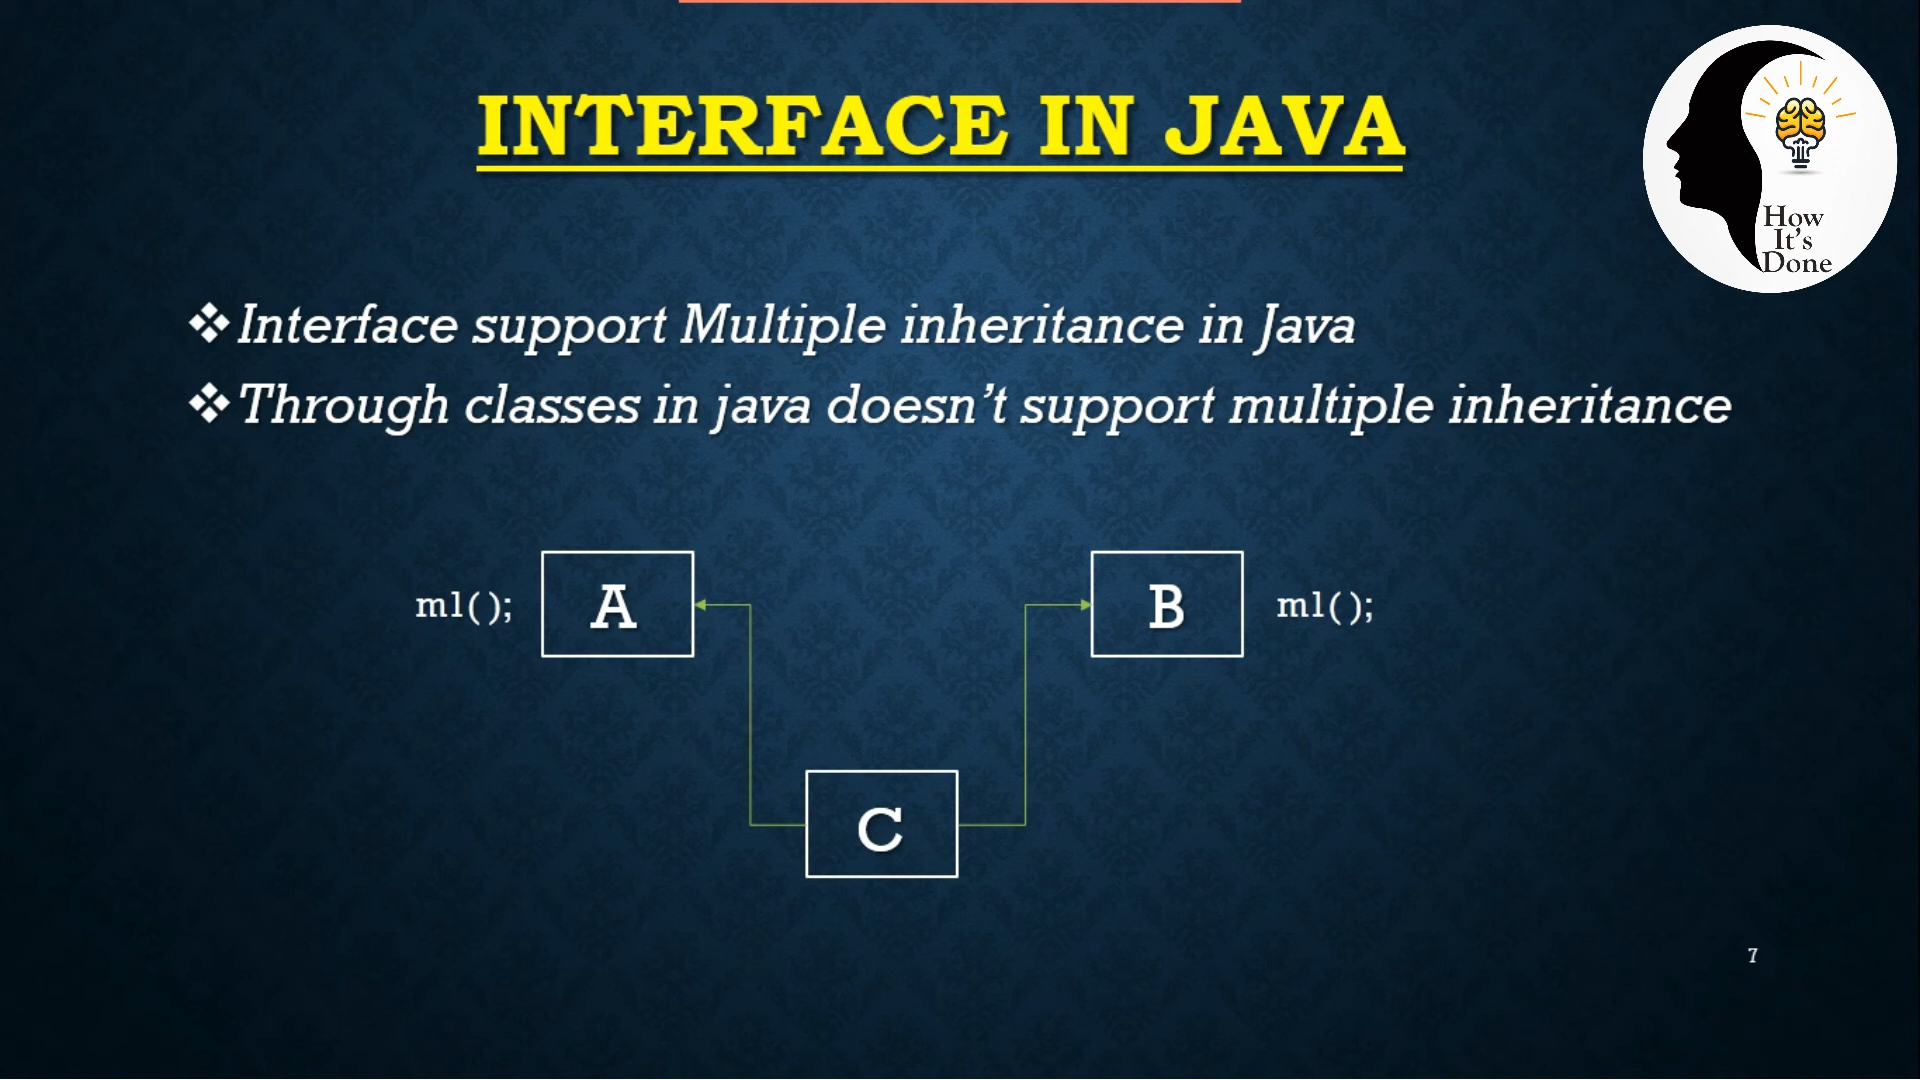 INTERFACE IN JAVA
How
It's
Done
❖Interface support Multiple inheritance in Java
❖Through classes in java doesn't support multiple inheritance
m1( ); A B m1( );
C
7